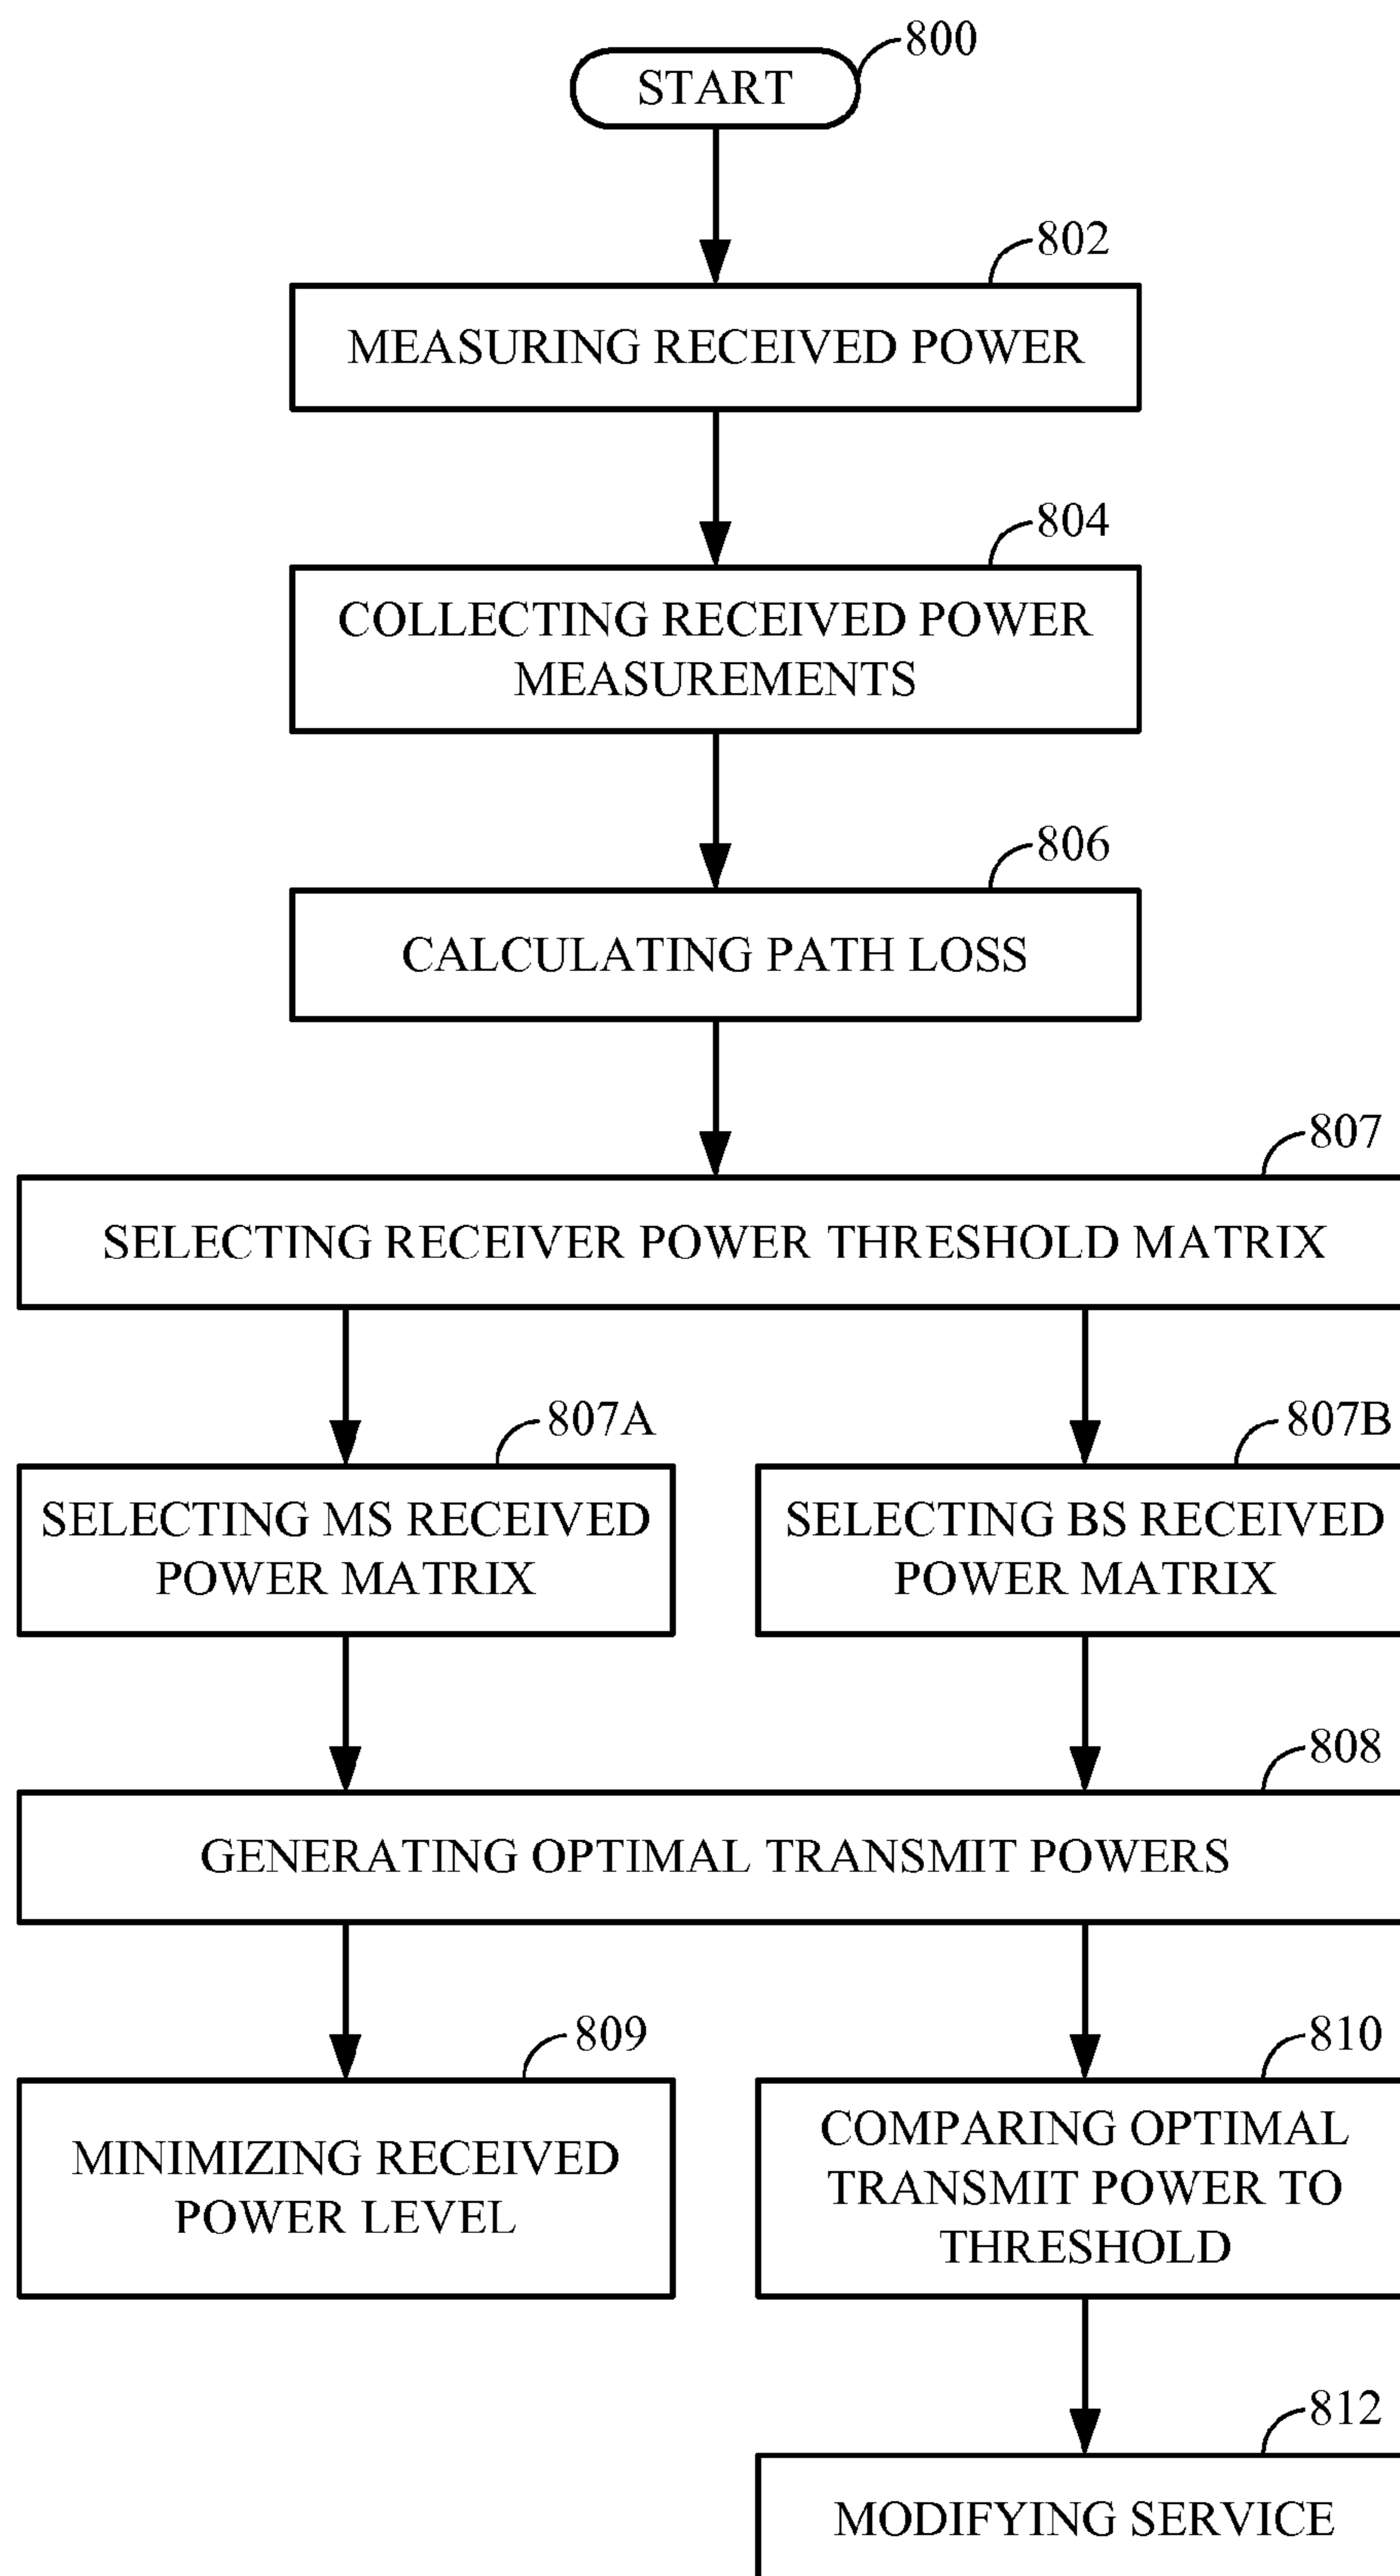 800
START
802
MEASURING RECEIVED POWER
804
COLLECTING RECEIVED POWER
MEASUREMENTS
806
CALCULATING PATH LOSS
807
SELECTING RECEIVER POWER THRESHOLD MATRIX
807A
SELECTING MS RECEIVED
POWER MATRIX
807B
SELECTING BS RECEIVED
POWER MATRIX
808
GENERATING OPTIMAL TRANSMIT POWERS
809
MINIMIZING RECEIVED
POWER LEVEL
810
COMPARING OPTIMAL
TRANSMIT POWER TO
THRESHOLD
812
MODIFYING SERVICE